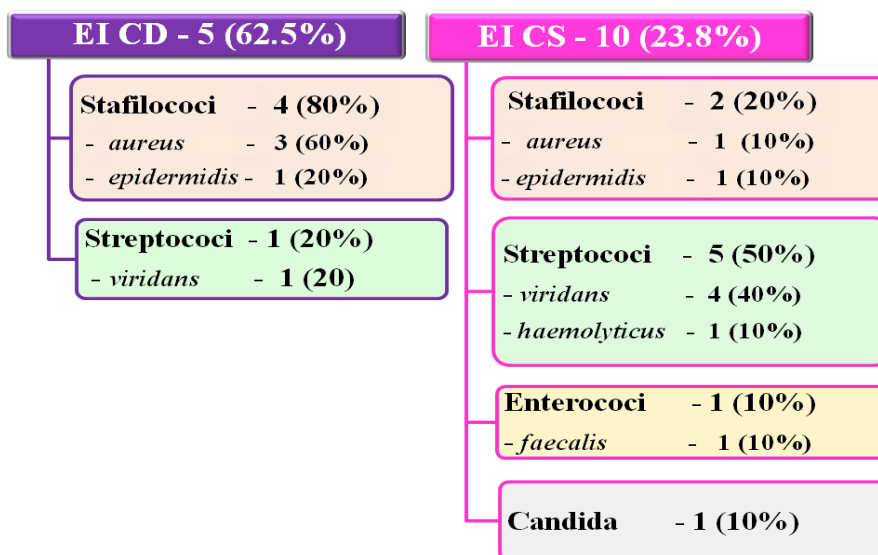 EI CD - 5 (62.5%)
Stafilococi - 4 (80%)
- aureus - 3 (60%)
- epidermidis - 1 (20%)
Streptococi - 1 (20%)
- viridans - 1 (20)
EI CS - 10 (23.8%)
Stafilococi - 2 (20%)
- aureus - 1 (10%)
- epidermidis - 1 (10%)
Streptococi - 5 (50%)
- viridans - 4 (40%)
- haemolyticus - 1 (10%)
Enterococi - 1 (10%)
- faecalis - 1 (10%)
Candida - 1 (10%)